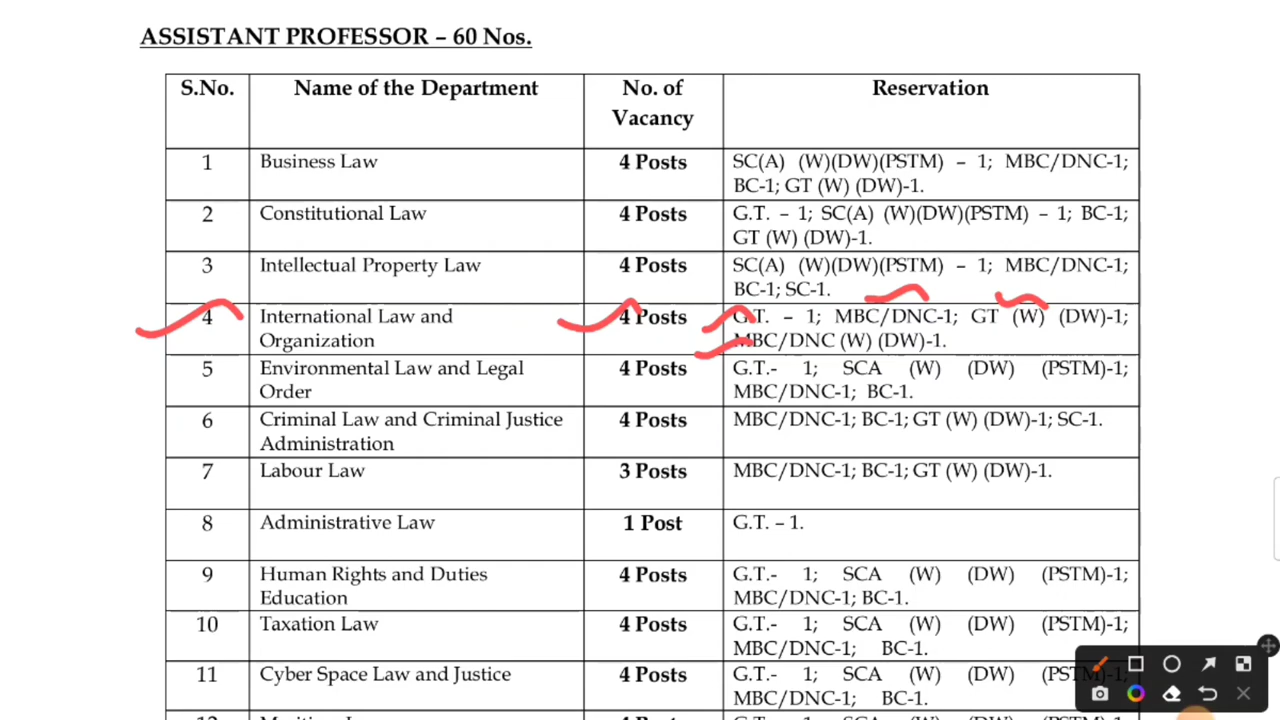 ASSISTANT PROFESSOR – 60 Nos.
S.No. Name of the Department No. of Vacancy Reservation
1 Business Law 4 Posts SC(A) (W)(DW)(PSTM) – 1; MBC/DNC-1;
BC-1; GT (W) (DW)-1.
2 Constitutional Law 4 Posts G.T. – 1; SC(A) (W)(DW)(PSTM) – 1; BC-1;
GT (W) (DW)-1.
3 Intellectual Property Law 4 Posts SC(A) (W)(DW)(PSTM) – 1; MBC/DNC-1;
BC-1; SC-1.
4 International Law and 4 Posts G.T. – 1; MBC/DNC-1; GT (W) (DW)-1;
Organization MBC/DNC (W) (DW)-1.
5 Environmental Law and Legal 4 Posts G.T.- 1; SCA (W) (DW) (PSTM)-1;
Order MBC/DNC-1; BC-1.
6 Criminal Law and Criminal Justice 4 Posts MBC/DNC-1; BC-1; GT (W) (DW)-1; SC-1.
Administration
7 Labour Law 3 Posts MBC/DNC-1; BC-1; GT (W) (DW)-1.
8 Administrative Law 1 Post G.T. – 1.
9 Human Rights and Duties 4 Posts G.T.- 1; SCA (W) (DW) (PSTM)-1;
Education MBC/DNC-1; BC-1.
10 Taxation Law 4 Posts G.T.- 1; SCA (W) (DW) (PSTM)-1;
MBC/DNC-1; BC-1.
11 Cyber Space Law and Justice 4 Posts G.T.- 1; SCA (W) (DW) (PSTM)-1;
MBC/DNC-1; BC-1.